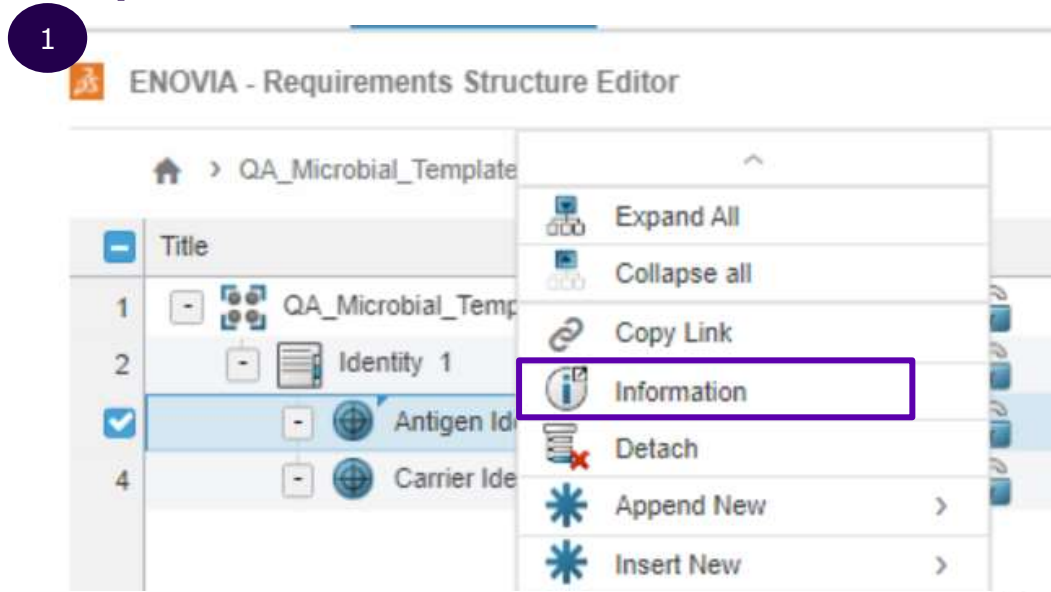 1
ENOVIA - Requirements Structure Editor
> QA_Microbial_Template
Title
1 - QA_Microbial_Temp
2 - Identity 1
- Antigen Ide
4 - Carrier Ide
Expand All
Collapse all
Copy Link
Information
Detach
Append New >
Insert New >